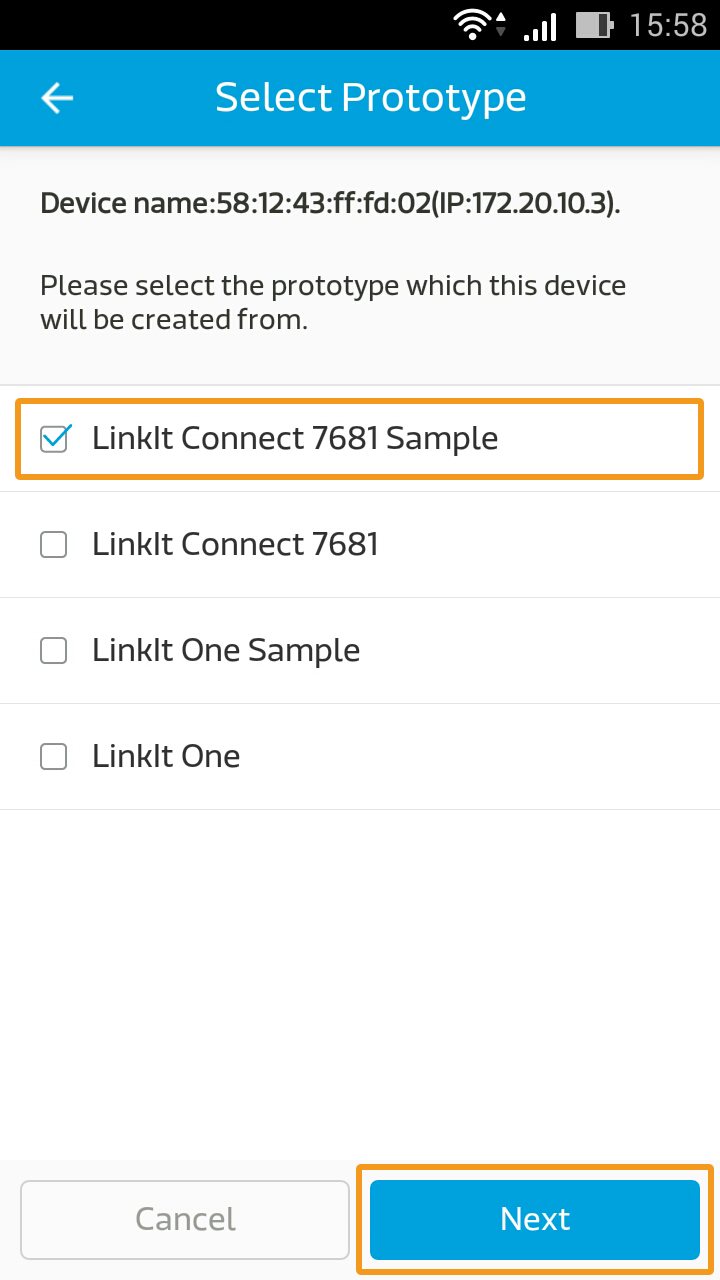 15:58
Select Prototype
Device name:58:12:43:ff:fd:02(IP:172.20.10.3).
Please select the prototype which this device
will be created from.
LinkIt Connect 7681 Sample
LinkIt Connect 7681
LinkIt One Sample
LinkIt One
Cancel
Next